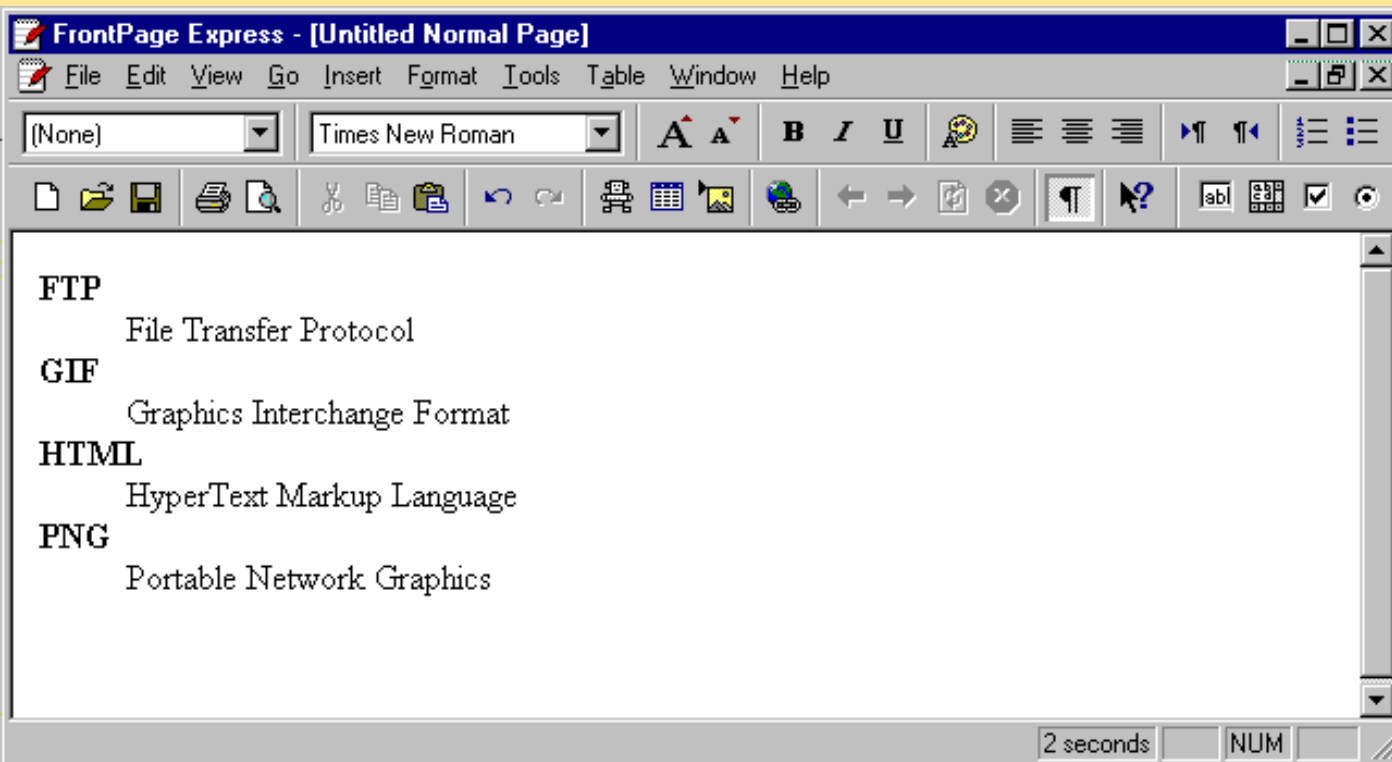 FrontPage Express - [Untitled Normal Page]
File Edit View Go Insert Format Tools Table Window Help
(None) Times New Roman A A B I U A ¶ ¶
¶ ? abl
FTP
File Transfer Protocol
GIF
Graphics Interchange Format
HTML
HyperText Markup Language
PNG
Portable Network Graphics
2 seconds NUM